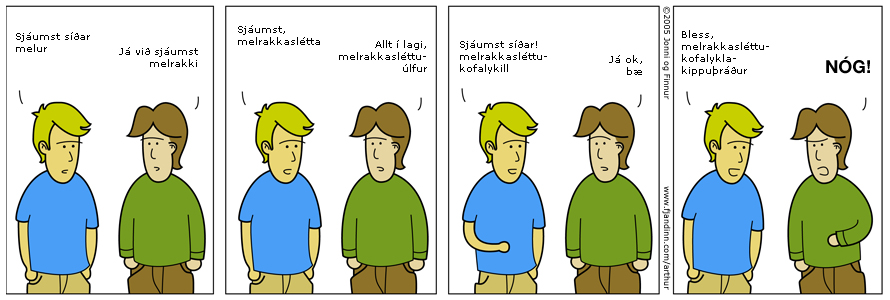 Sjáumst síðar
melur
Já við sjáumst
melrakki
Sjáumst,
melrakkaslétta
Allt í lagi,
melrakkasléttu-
úlfur
Sjáumst síðar!
melrakkasléttu-
kofalykill
Já ok,
bæ
©2005 Jonni og Finnur
www.fjandinn.com/arthur
Bless,
melrakkasléttu-
kofalykla-
kippuþráður
NÓG!